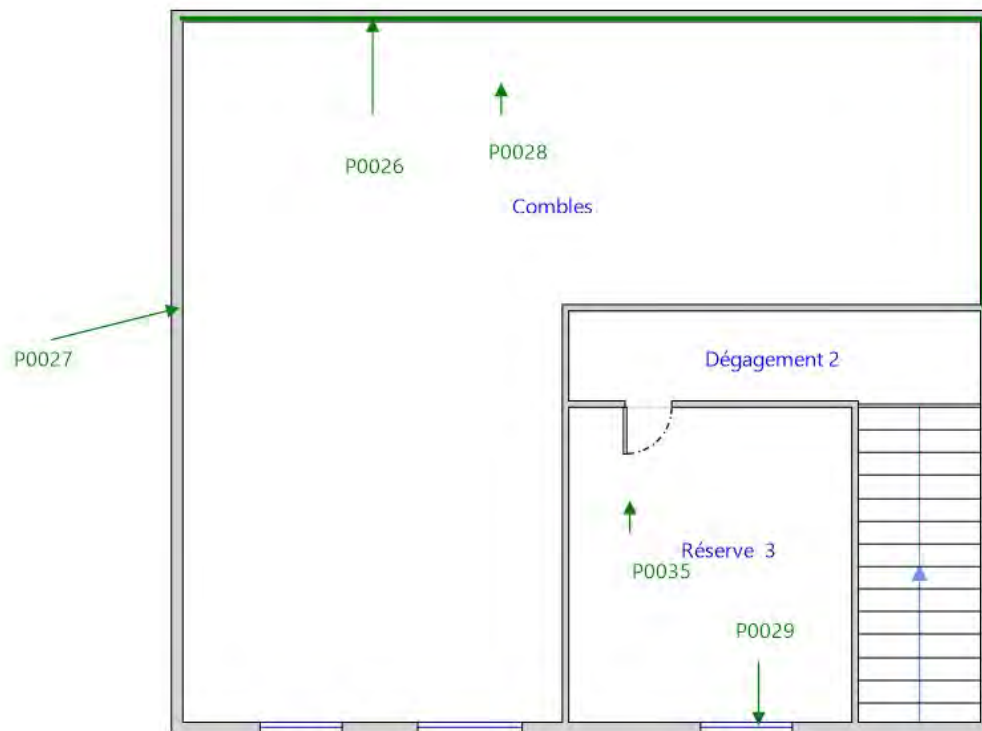 P0026
P0028
Combles
P0027
Dégagement 2
Réserve 3
P0035
P0029